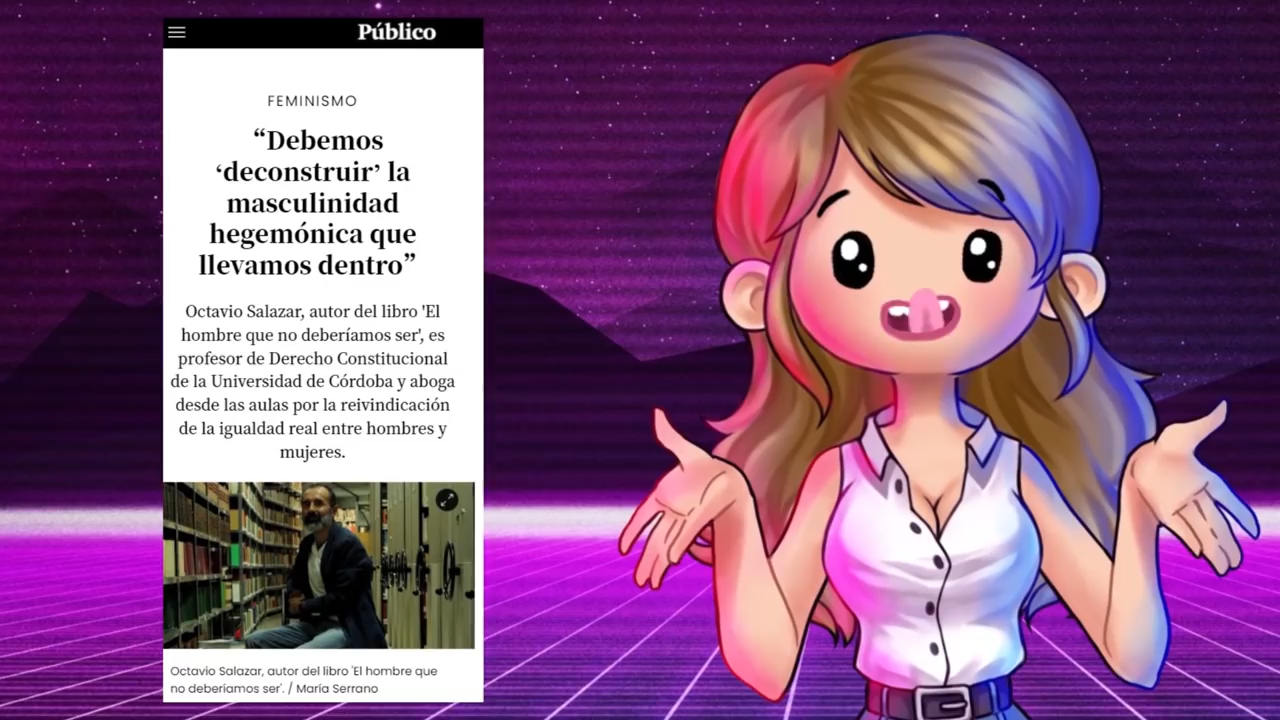 Público
FEMINISMO
“Debemos
‘deconstruir’ la
masculinidad
hegemónica que
llevamos dentro”
Octavio Salazar, autor del libro 'El
hombre que no deberíamos ser', es
profesor de Derecho Constitucional
de la Universidad de Córdoba y aboga
desde las aulas por la reivindicación
de la igualdad real entre hombres y
mujeres.
Octavio Salazar, autor del libro 'El hombre que
no deberíamos ser'. / María Serrano